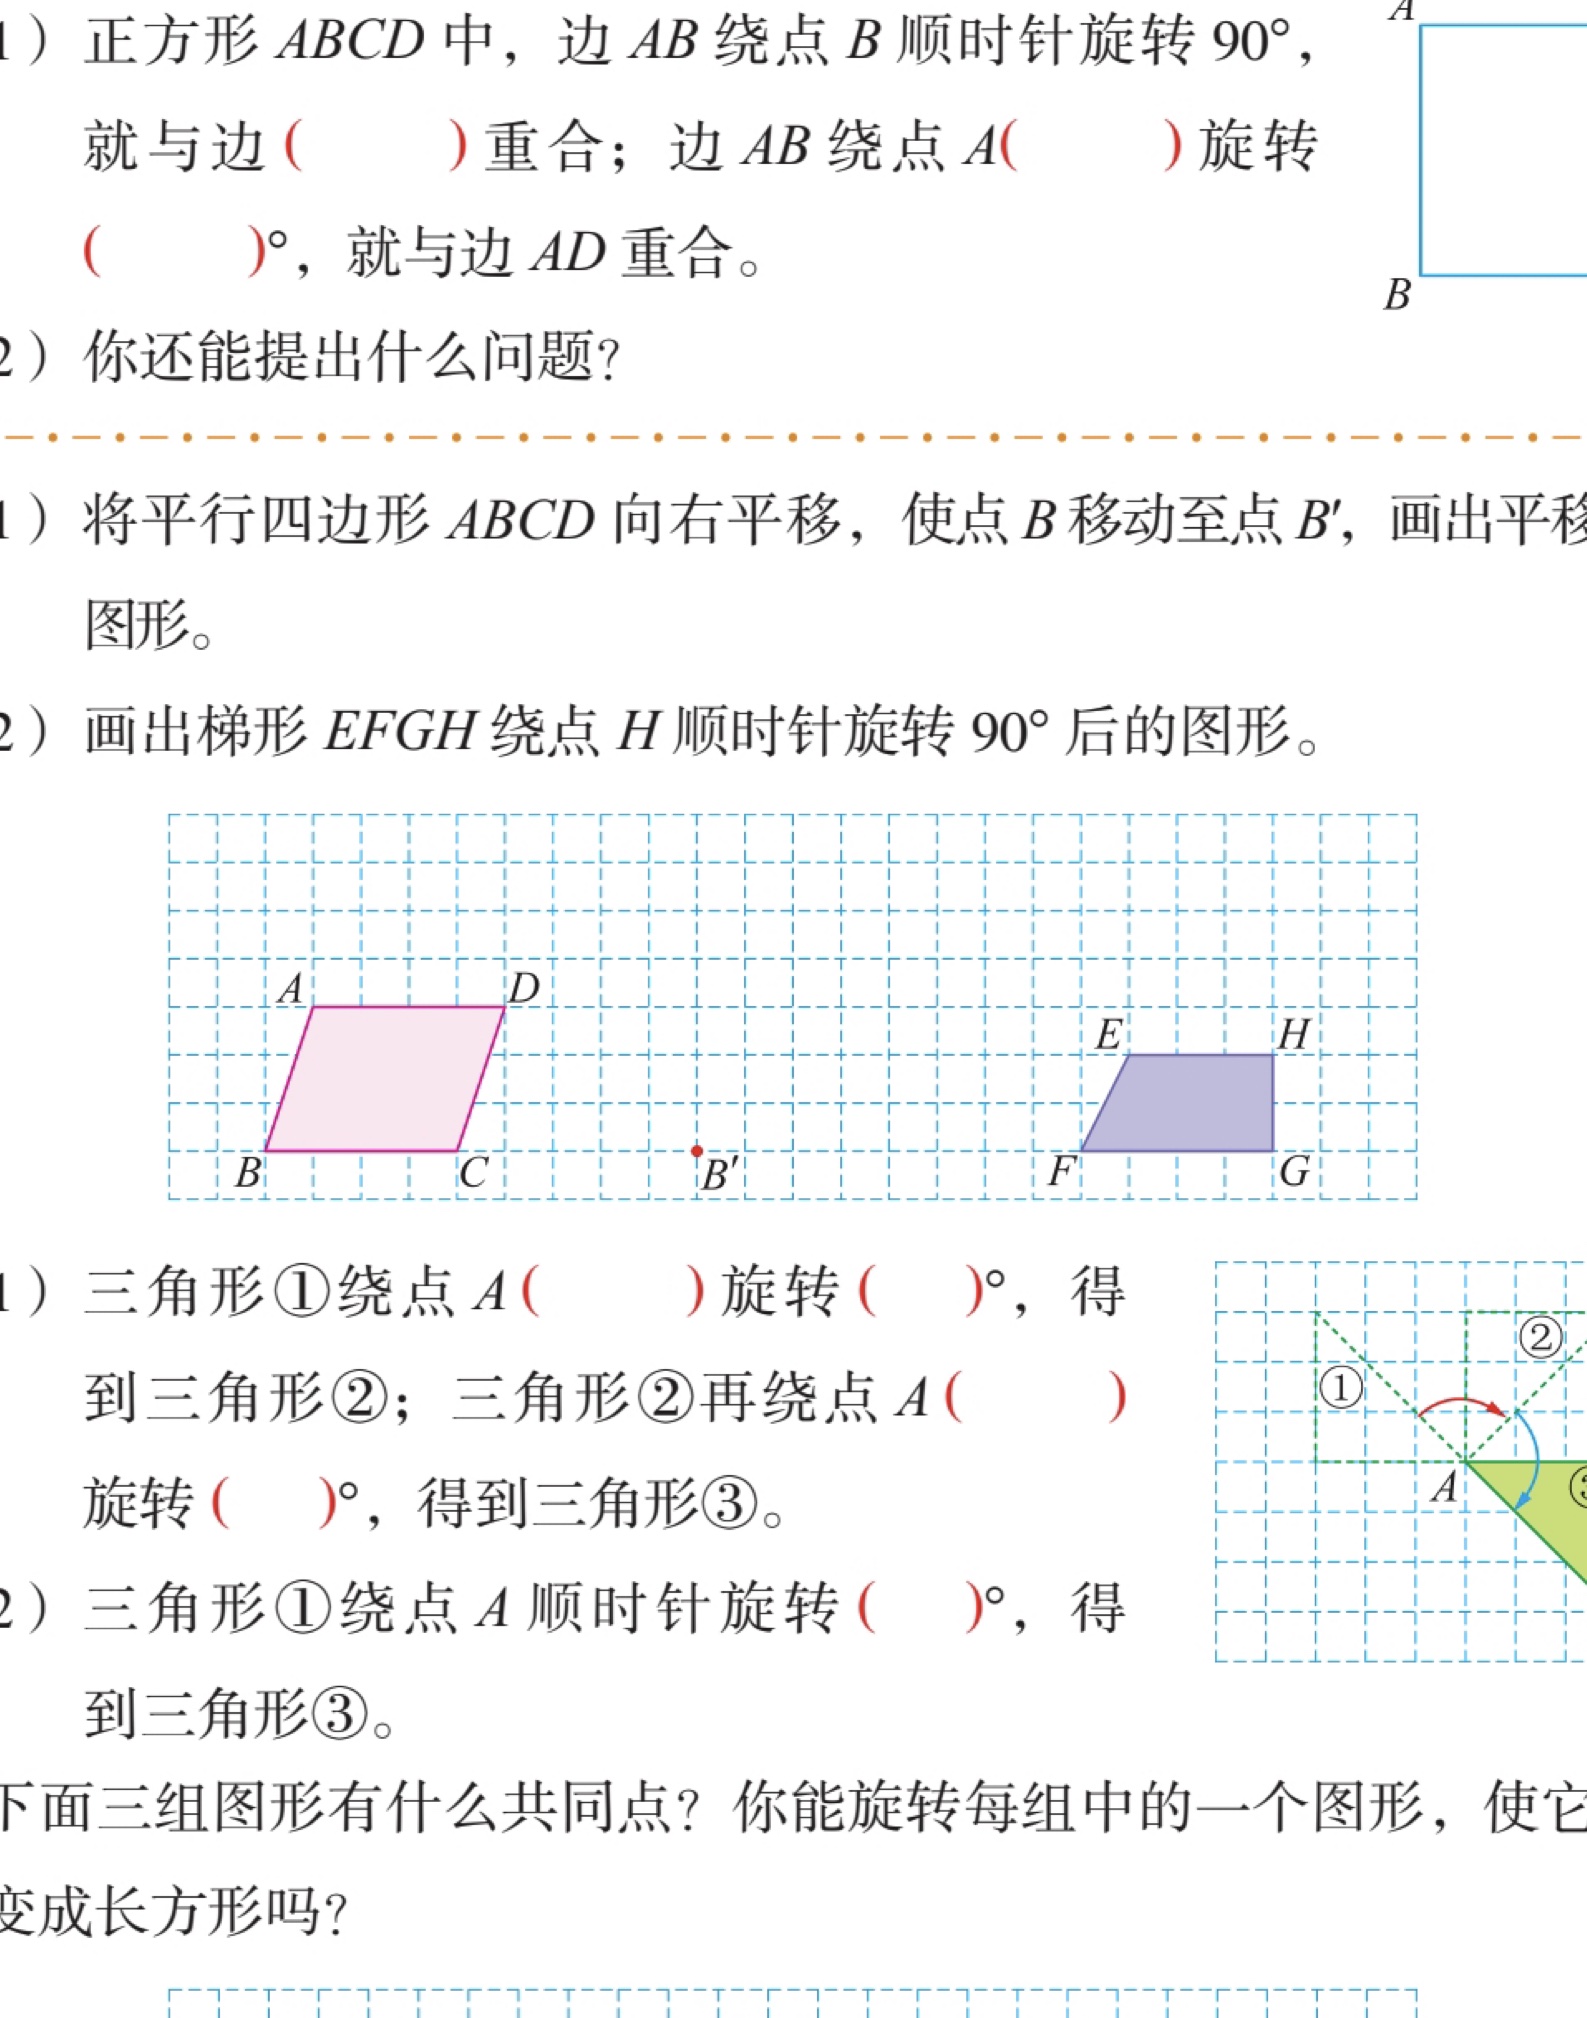 1）正方形 ABCD 中，边 AB 绕点 B 顺时针旋转 90°，
就与边（ ）重合；边 AB 绕点 A（ ）旋转
（ ）°，就与边 AD 重合。
A
B
2）你还能提出什么问题？
1）将平行四边形 ABCD 向右平移，使点 B 移动至点 B′，画出平移
图形。
2）画出梯形 EFGH 绕点 H 顺时针旋转 90° 后的图形。
A D
E H
B C B′ F G
1）三角形①绕点 A（ ）旋转（ ）°，得
到三角形②；三角形②再绕点 A（ ）
旋转（ ）°，得到三角形③。
② 
①
A
2）三角形①绕点 A 顺时针旋转（ ）°，得
到三角形③。
下面三组图形有什么共同点？你能旋转每组中的一个图形，使它
变成长方形吗？